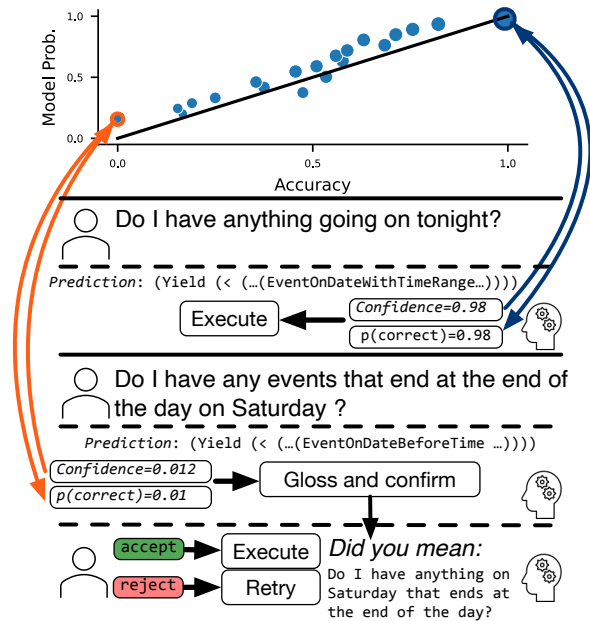 1.0
0.5
0.0
Model Prob.
0.0 0.5 1.0
Accuracy
Do I have anything going on tonight?
Prediction: (Yield (< (…(EventOnDateWithTimeRange…))))
Execute
Confidence=0.98
p(correct)=0.98
Do I have any events that end at the end of
the day on Saturday ?
Prediction: (Yield (< (…(EventOnDateBeforeTime …))))
Confidence=0.012
p(correct)=0.01
Gloss and confirm
accept
Execute
reject
Retry
Did you mean:
Do I have anything on
Saturday that ends at
the end of the day?